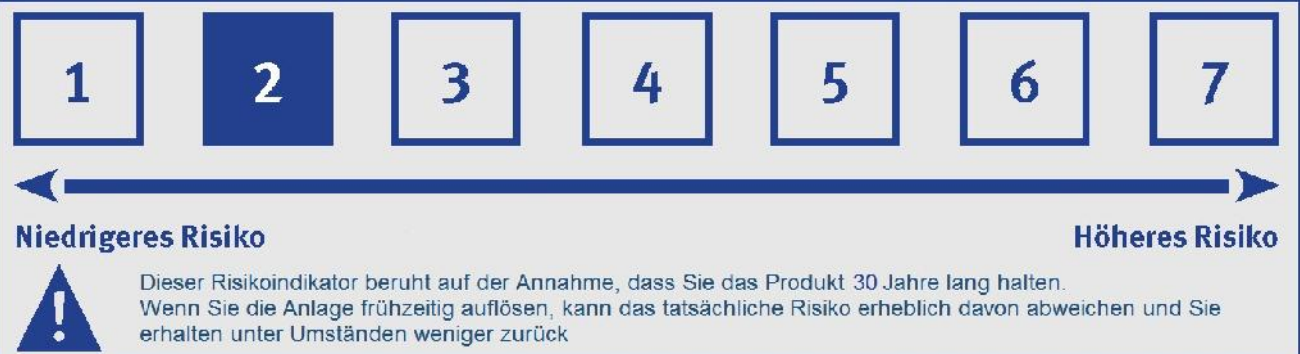 1 2 3 4 5 6 7
Niedrigeres Risiko Höheres Risiko
Dieser Risikoindikator beruht auf der Annahme, dass Sie das Produkt 30 Jahre lang halten.
Wenn Sie die Anlage frühzeitig auflösen, kann das tatsächliche Risiko erheblich davon abweichen und Sie
erhalten unter Umständen weniger zurück